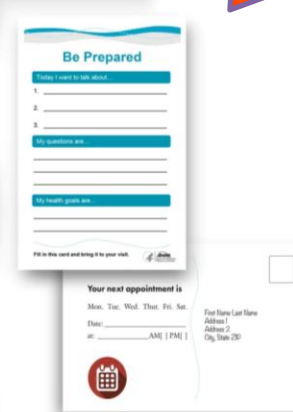 Be Prepared
Today I want to talk about...
1.
2.
3.
My questions are...
My health goals are...
Fill in this card and bring it to your visit.
Your next appointment is
Mon. Tue. Wed. Thur. Fri. Sat.
Date:
at: AM[ ] PM[ ]
First Name Last Name
Address 1
Address 2
City, State ZIP